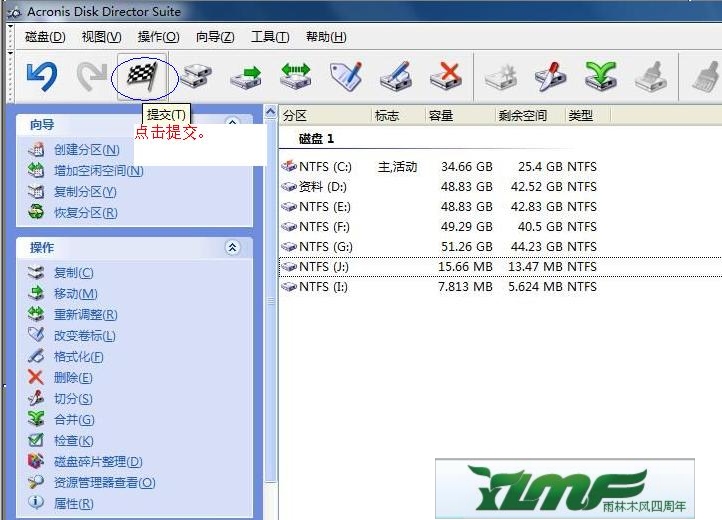 Acronis Disk Director Suite
磁盘(D) 视图(V) 操作(O) 向导(Z) 工具(T) 帮助(H)
提交(T)
点击提交。
向导
创建分区(N)
增加空闲空间(N)
复制分区(Y)
恢复分区(R)
操作
复制(C)
移动(M)
重新调整(R)
改变卷标(L)
格式化(F)
删除(E)
切分(S)
合并(G)
检查(K)
磁盘碎片整理(D)
资源管理器查看(O)
属性(R)
分区 标志 容量 剩余空间 类型
磁盘 1
NTFS (C:) 主,活动 34.66 GB 25.4 GB NTFS
资料 (D:) 48.83 GB 42.52 GB NTFS
NTFS (E:) 48.83 GB 42.83 GB NTFS
NTFS (F:) 49.29 GB 40.5 GB NTFS
NTFS (G:) 51.26 GB 44.23 GB NTFS
NTFS (J:) 15.66 MB 13.47 MB NTFS
NTFS (I:) 7.813 MB 5.624 MB NTFS
YLMF 雨林木风四周年